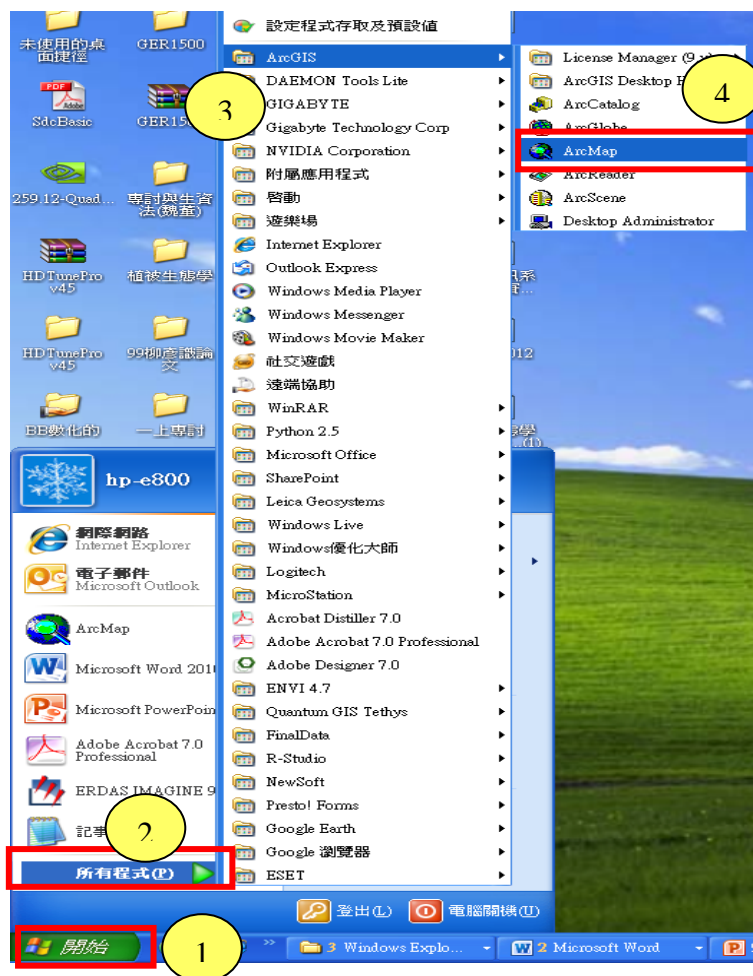 未使用的桌
面捷徑
GER1500
SdcBasic
259.12-Quad...
專討與生資
法(魏董)
HDTunePro
v45
植被生態學
HDTunePro
v45
99柳彥識論
文
BB數化的
一上專討
設定程式存取及預設值
ArcGIS
DAEMON Tools Lite
GIGABYTE
Gigabyte Technology Corp
NVIDIA Corporation
附屬應用程式
啓動
遊樂場
Internet Explorer
Outlook Express
Windows Media Player
Windows Messenger
Windows Movie Maker
社交遊戲
遠端協助
WinRAR
Python 2.5
Microsoft Office
SharePoint
Leica Geosystems
Windows Live
Windows優化大師
Logitech
MicroStation
Acrobat Distiller 7.0
Adobe Acrobat 7.0 Professional
Adobe Designer 7.0
ENVI 4.7
Quantum GIS Tethys
FinalData
R-Studio
NewSoft
Presto! Forms
Google Earth
Google 瀏覽器
ESET
3
License Manager (9.x)
ArcGIS Desktop
ArcCatalog
ArcGlobe
ArcMap
ArcReader
ArcScene
Desktop Administrator
4
hp-e800
網際網路
Internet Explorer
電子郵件
Microsoft Outlook
ArcMap
Microsoft Word 201
Microsoft PowerPoin
Adobe Acrobat 7.0
Professional
ERDAS IMAGINE 9
記事
2
所有程式(P)
登出(L)
電腦關機(U)
開始
1
3 Windows Explo...
2 Microsoft Word